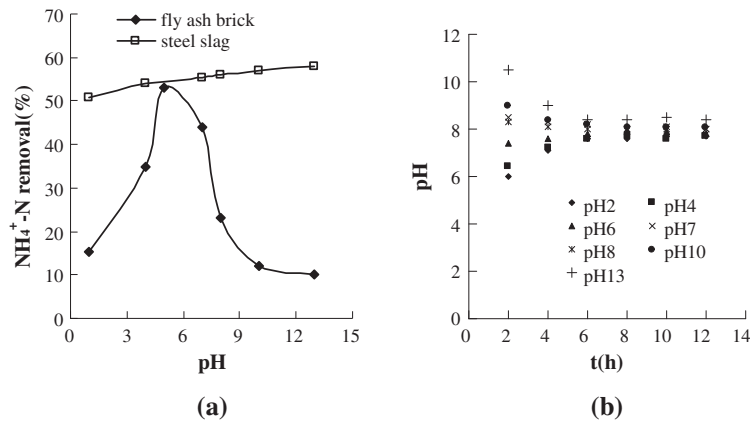 fly ash brick
steel slag
NH₄⁺-N removal(%)
70
60
50
40
30
20
10
0
0 3 6 9 12 15
pH
(a)
pH
12
10
8
6
4
2
0
pH2 pH4
pH6 pH7
pH8 pH10
pH13
0 2 4 6 8 10 12 14
t(h)
(b)